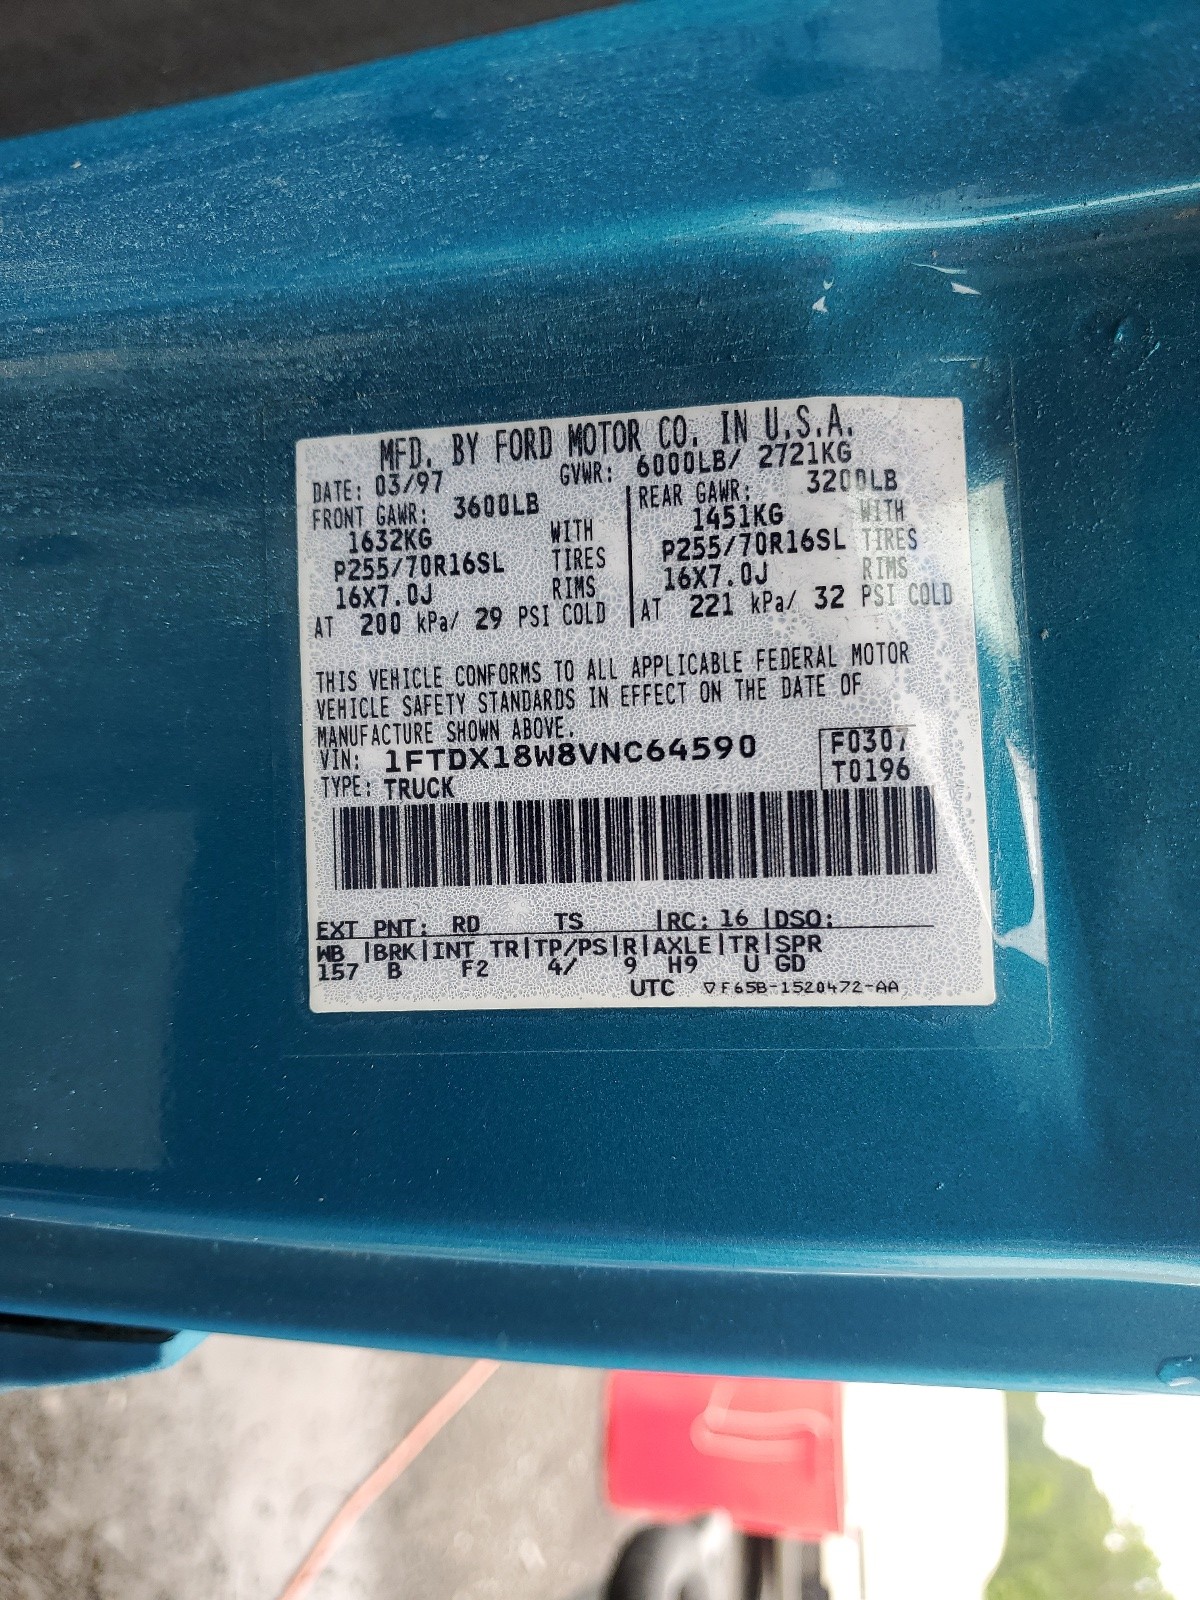 MFD. BY FORD MOTOR CO. IN U.S.A.
DATE: 03/97 GVWR: 6000LB/ 2721KG
FRONT GAWR: 3600LB REAR GAWR: 3200LB
1632KG WITH 1451KG WITH
P255/70R16SL TIRES P255/70R16SL TIRES
16X7.0J RIMS 16X7.0J RIMS
AT 200 kPa/ 29 PSI COLD AT 221 kPa/ 32 PSI COLD
THIS VEHICLE CONFORMS TO ALL APPLICABLE FEDERAL MOTOR
VEHICLE SAFETY STANDARDS IN EFFECT ON THE DATE OF
MANUFACTURE SHOWN ABOVE.
VIN: 1FTDX18W8VNC64590 F0307
TYPE: TRUCK T0196
EXT PNT: RD TS |RC: 16 |DSO:
WB |BRK|INT TR|TP/PS|R|AXLE|TR|SPR
157 B F2 4/ 9 H9 U GD
UTC ▽F65B-1520472-AA